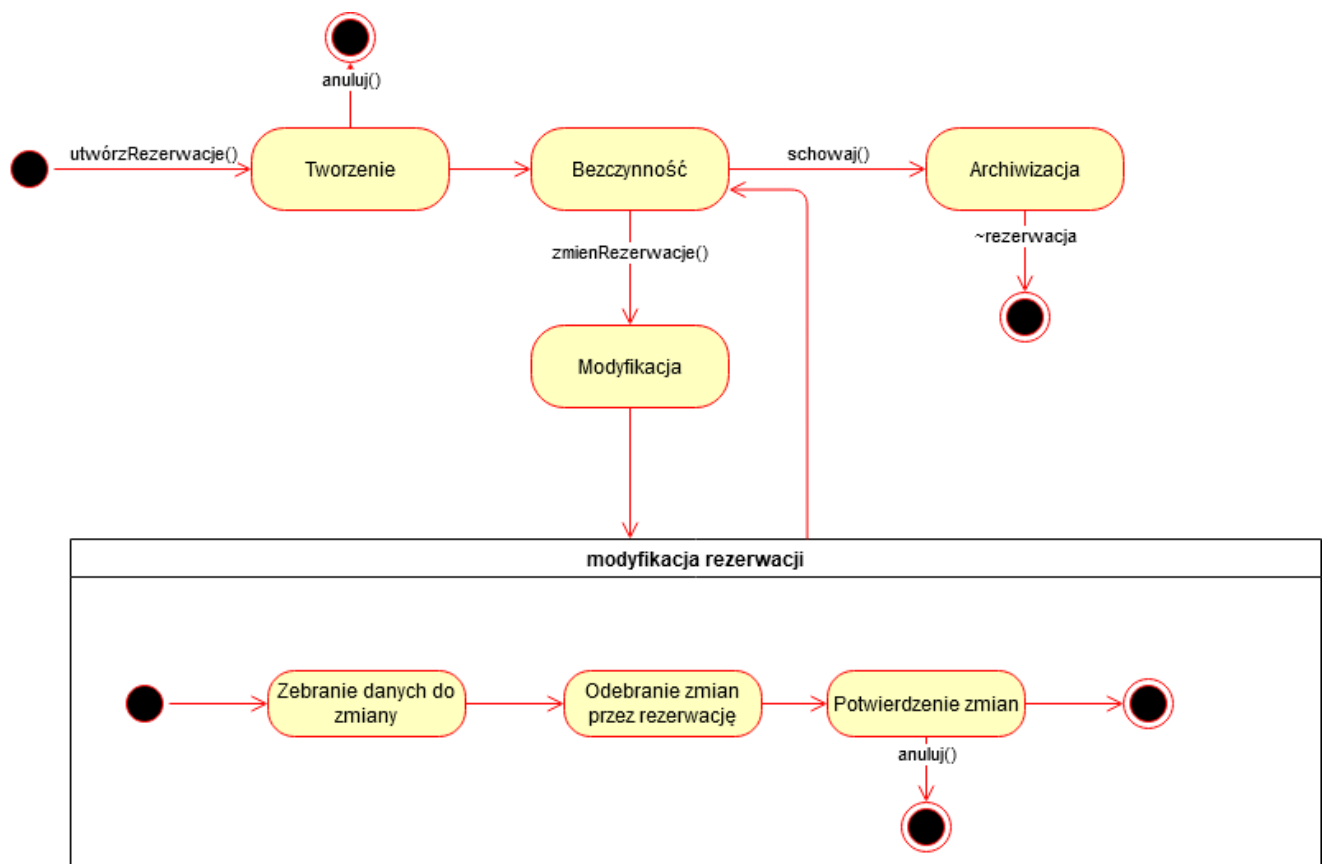 anuluj()
utwórzRezerwacje()
Tworzenie
Bezczynność
schowaj()
Archiwizacja
~rezerwacja
zmienRezerwacje()
Modyfikacja
modyfikacja rezerwacji
Zebranie danych do
zmiany
Odebranie zmian
przez rezerwację
Potwierdzenie zmian
anuluj()